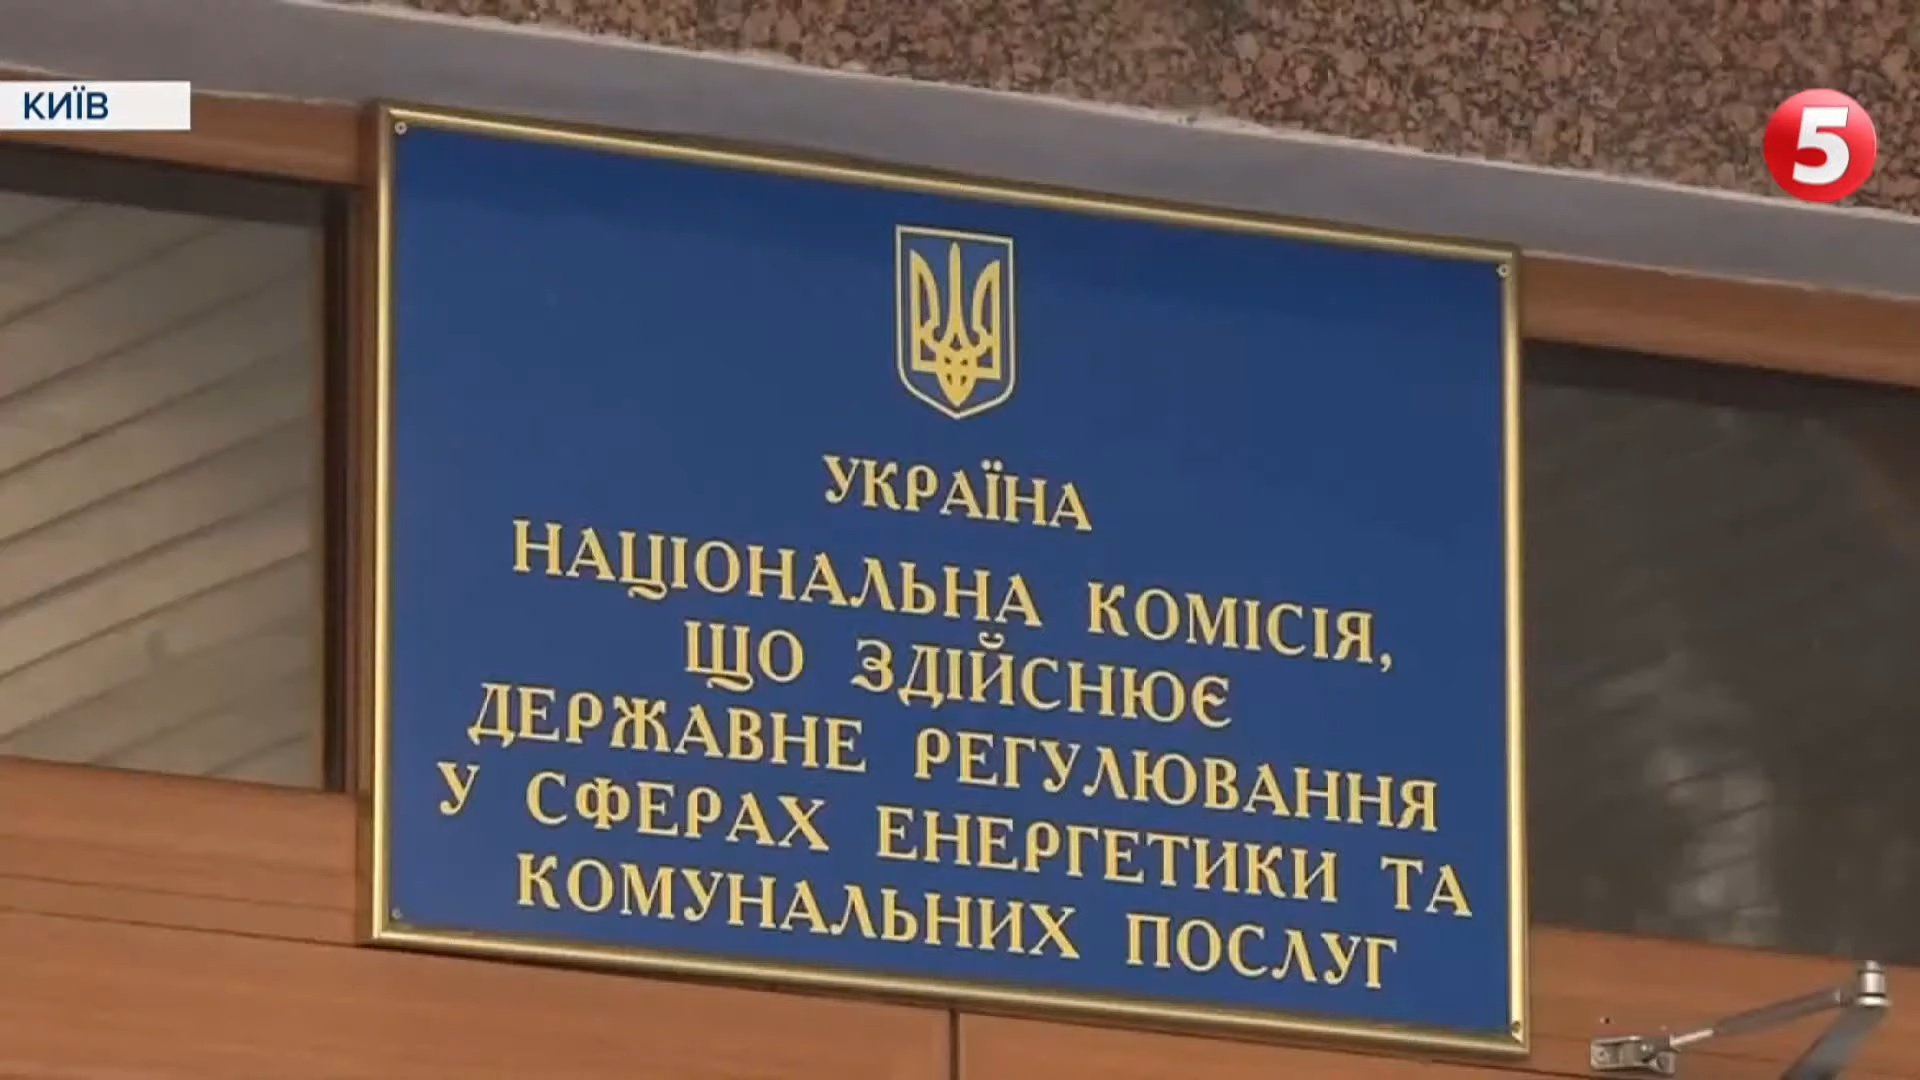 КИЇВ
5
УКРАЇНА
НАЦІОНАЛЬНА КОМІСІЯ,
ЩО ЗДІЙСНЮЄ
ДЕРЖАВНЕ РЕГУЛЮВАННЯ
У СФЕРАХ ЕНЕРГЕТИКИ ТА
КОМУНАЛЬНИХ ПОСЛУГ